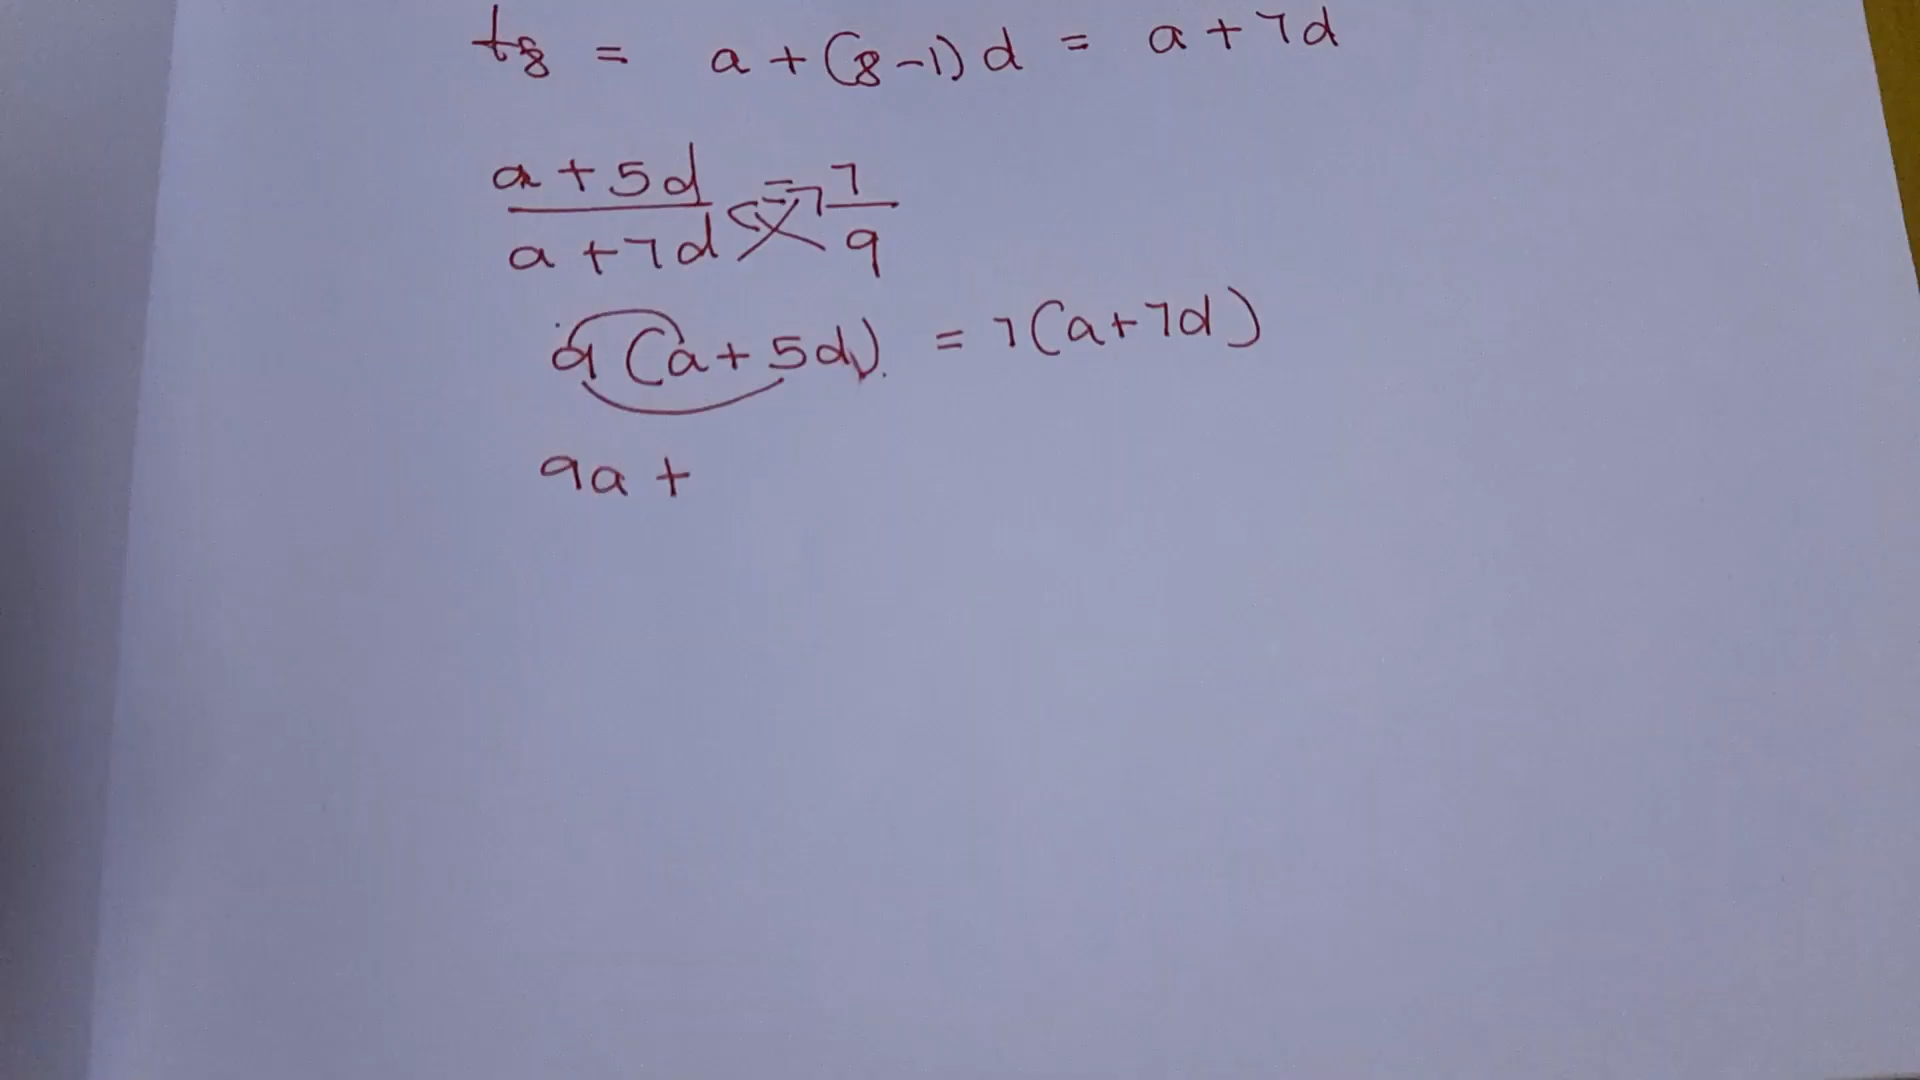 t8 = a + (8-1) d = a + 7d
a + 5d / a + 7d = 7/9
9 (a + 5d) = 7 (a + 7d)
9a +